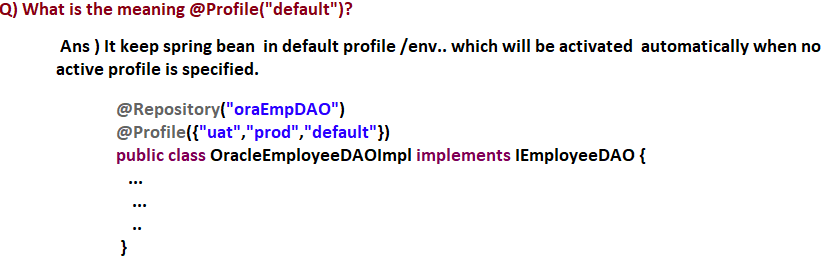 Q) What is the meaning @Profile("default")?
Ans ) It keep spring bean in default profile /env.. which will be activated automatically when no
active profile is specified.
@Repository("oraEmpDAO")
@Profile({"uat","prod","default"})
public class OracleEmployeeDAOImpl implements IEmployeeDAO {
...
...
..
}